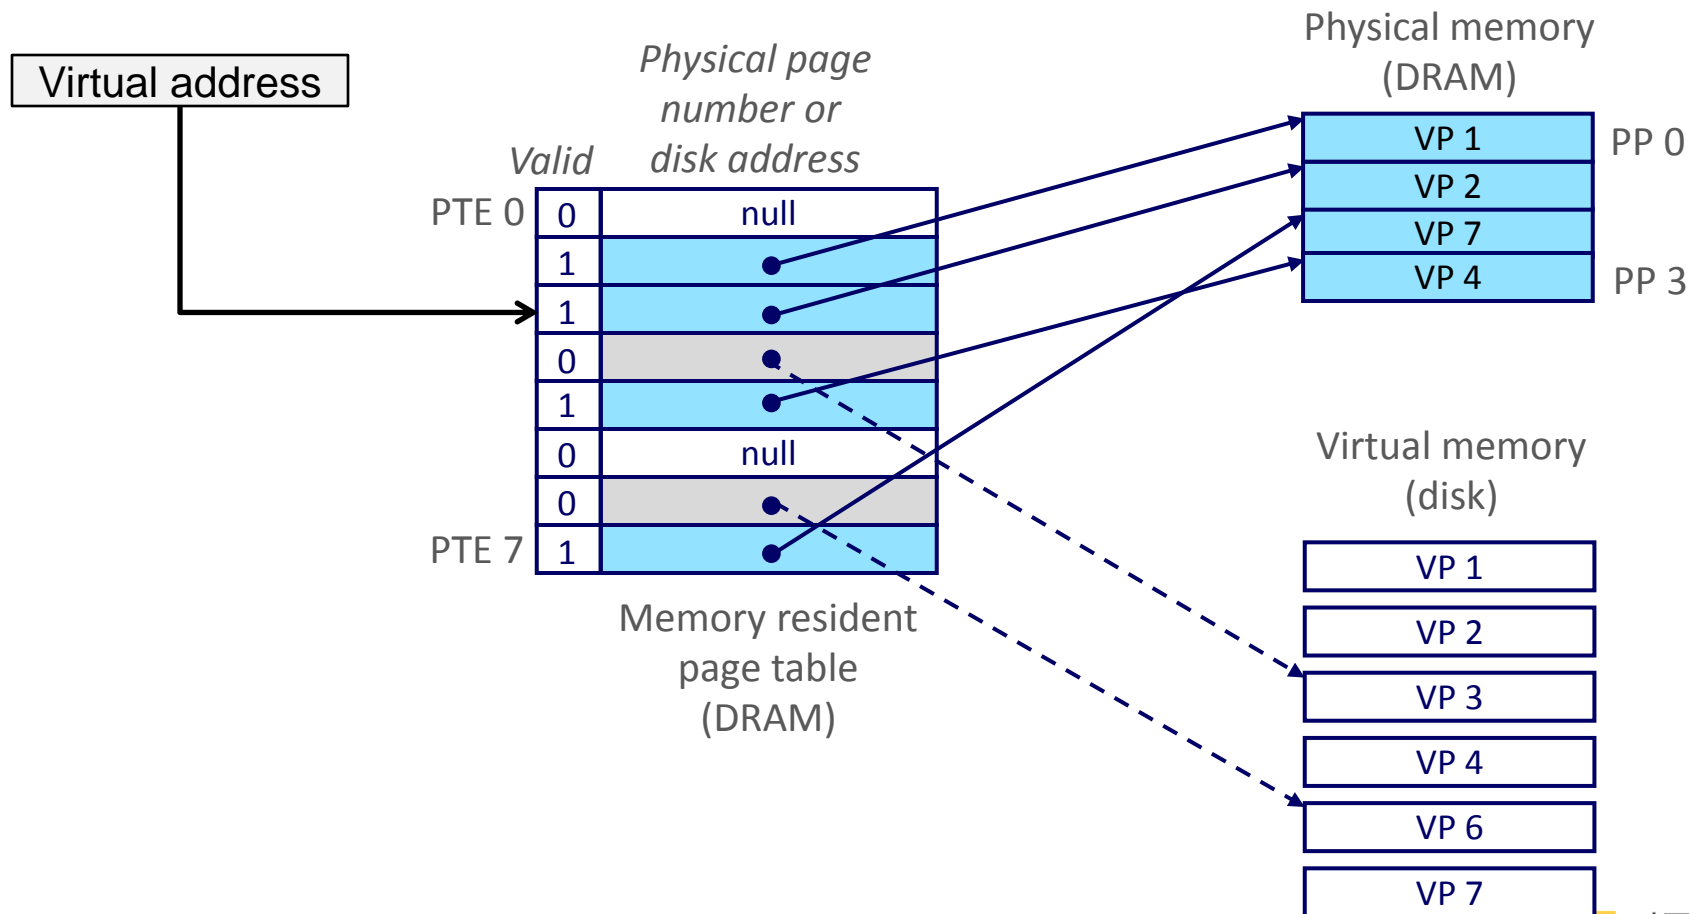 Virtual address
Physical page
number or
disk address
Valid
PTE 0
0 null
1
1
0
1
0 null
0
PTE 7 1
Memory resident
page table
(DRAM)
Physical memory
(DRAM)
VP 1 PP 0
VP 2
VP 7
VP 4 PP 3
Virtual memory
(disk)
VP 1
VP 2
VP 3
VP 4
VP 6
VP 7